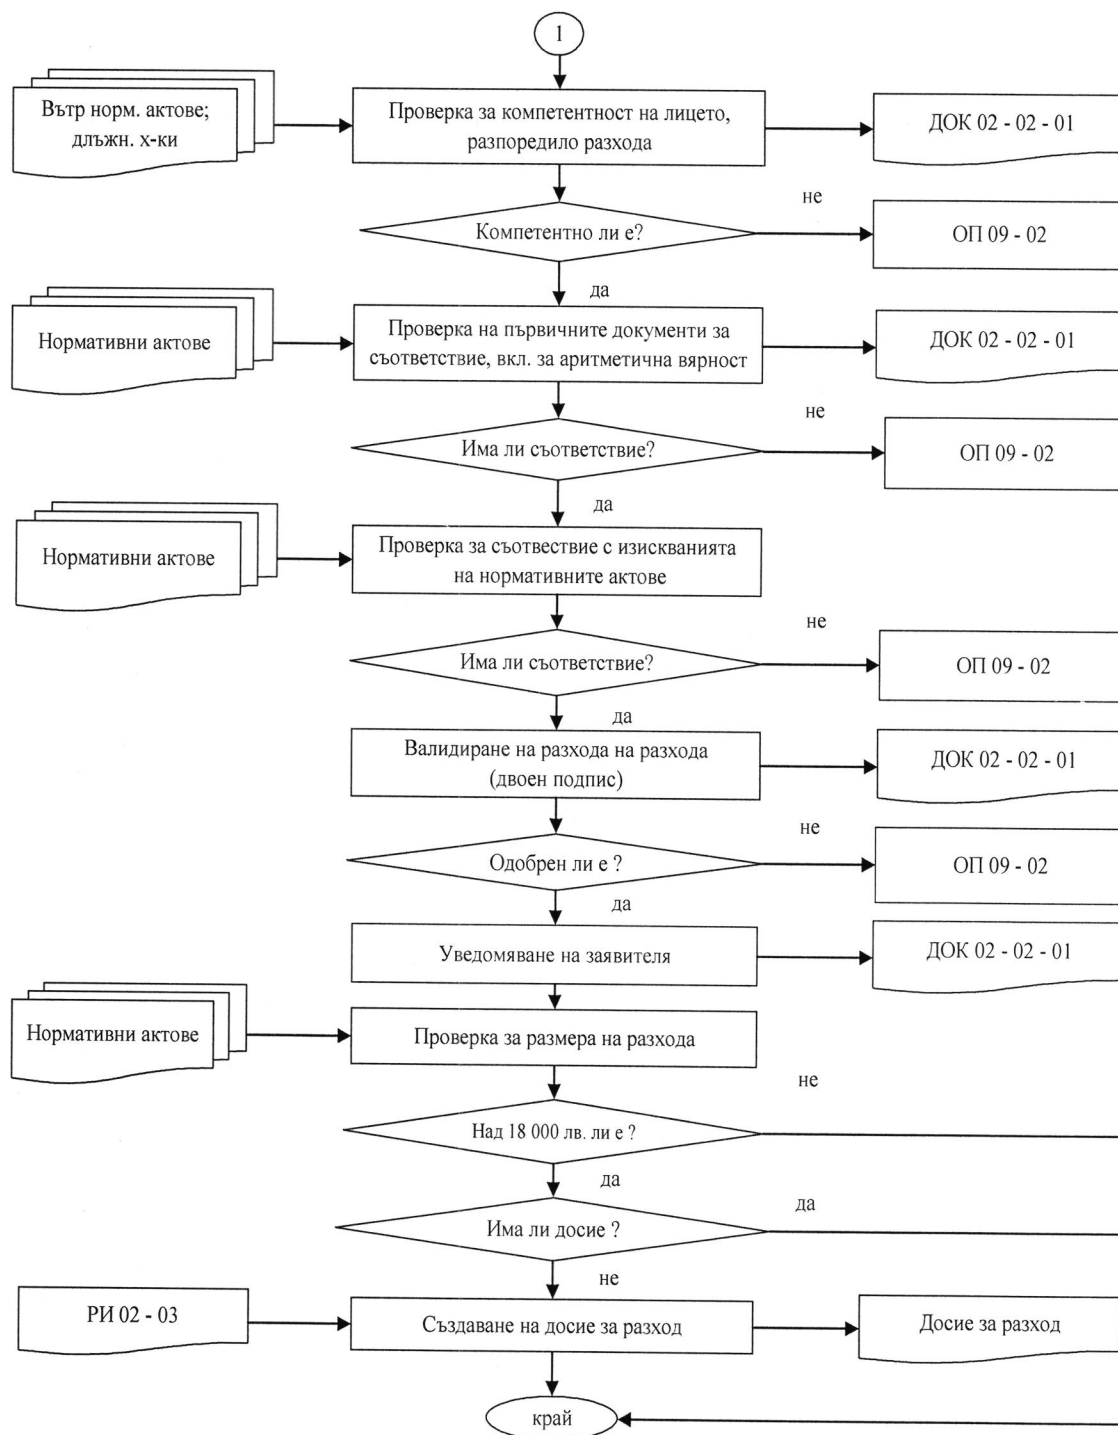 1
Вътр норм. актове;
длъжн. х-ки
Проверка за компетентност на лицето,
разпоредило разхода
ДОК 02 - 02 - 01
не
Компетентно ли е?
ОП 09 - 02
да
Нормативни актове
Проверка на първичните документи за
съответствие, вкл. за аритметична вярност
ДОК 02 - 02 - 01
не
Има ли съответствие?
ОП 09 - 02
да
Нормативни актове
Проверка за съотвествие с изискванията
на нормативните актове
не
Има ли съответствие?
ОП 09 - 02
да
Валидиране на разхода на разхода
(двоен подпис)
ДОК 02 - 02 - 01
не
Одобрен ли е ?
ОП 09 - 02
да
Уведомяване на заявителя
ДОК 02 - 02 - 01
Нормативни актове
Проверка за размера на разхода
не
Над 18 000 лв. ли е ?
да
да
Има ли досие ?
не
РИ 02 - 03
Създаване на досие за разход
Досие за разход
край